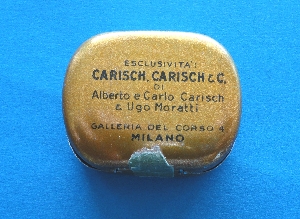 ESCLUSIVITA'
CARISCH, CARISCH & C.
DI
Alberto e Carlo Carisch
& Ugo Moratti
GALLERIA DEL CORSO 4
MILANO